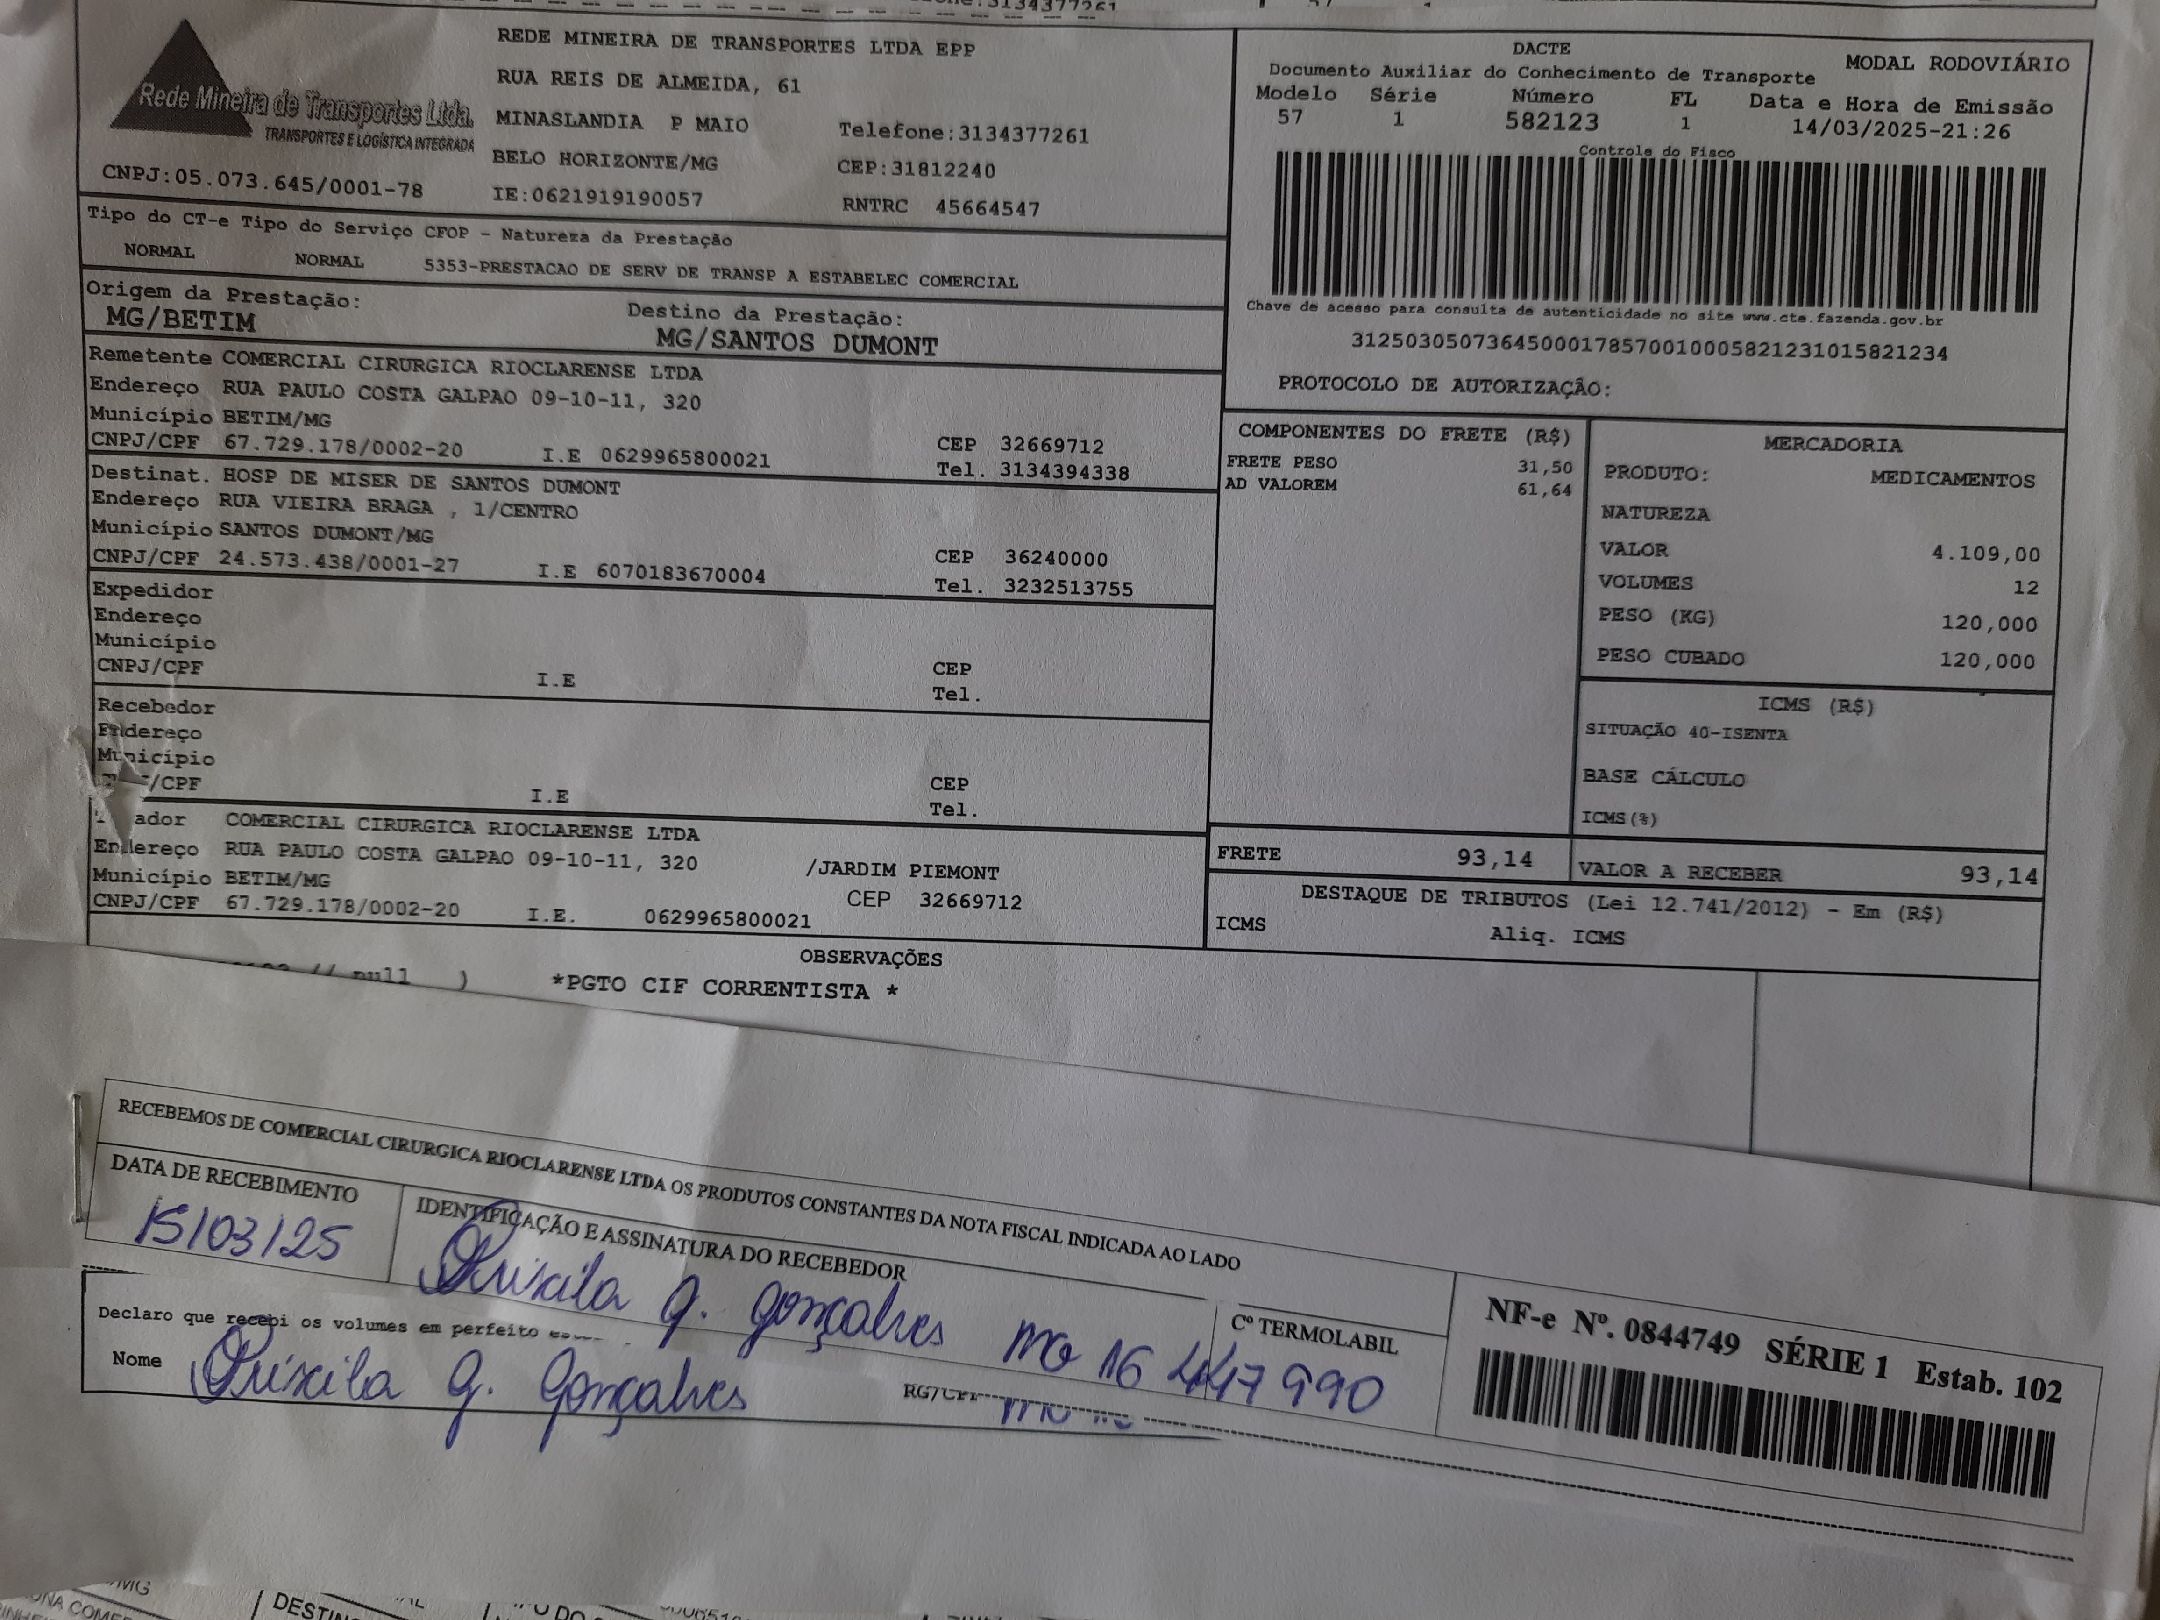 3134377261
Rede Mineira de Transportes Ltda.
TRANSPORTES E LOGÍSTICA INTEGRADA
CNPJ:05.073.645/0001-78
REDE MINEIRA DE TRANSPORTES LTDA EPP
RUA REIS DE ALMEIDA, 61
MINASLANDIA P MAIO Telefone:3134377261
BELO HORIZONTE/MG CEP:31812240
IE:0621919190057 RNTRC 45664547
DACTE MODAL RODOVIÁRIO
Documento Auxiliar do Conhecimento de Transporte
Modelo Série Número FL Data e Hora de Emissão
57 1 582123 1 14/03/2025-21:26
Controle do Fisco
Chave de acesso para consulta de autenticidade no site www.cte.fazenda.gov.br
31250305073645000178570010005821231015821234
PROTOCOLO DE AUTORIZAÇÃO:
Tipo do CT-e Tipo do Serviço CFOP - Natureza da Prestação
NORMAL NORMAL 5353-PRESTACAO DE SERV DE TRANSP A ESTABELEC COMERCIAL
Origem da Prestação: Destino da Prestação:
MG/BETIM MG/SANTOS DUMONT
Remetente COMERCIAL CIRURGICA RIOCLARENSE LTDA
Endereço RUA PAULO COSTA GALPAO 09-10-11, 320
Município BETIM/MG CEP 32669712
CNPJ/CPF 67.729.178/0002-20 I.E 0629965800021 Tel. 3134394338
Destinat. HOSP DE MISER DE SANTOS DUMONT
Endereço RUA VIEIRA BRAGA , 1/CENTRO
Município SANTOS DUMONT/MG CEP 36240000
CNPJ/CPF 24.573.438/0001-27 I.E 6070183670004 Tel. 3232513755
Expedidor
Endereço
Município CEP
CNPJ/CPF I.E Tel.
Recebedor
Endereço
Município CEP
/CPF I.E Tel.
ador COMERCIAL CIRURGICA RIOCLARENSE LTDA
Endereço RUA PAULO COSTA GALPAO 09-10-11, 320 /JARDIM PIEMONT
Município BETIM/MG CEP 32669712
CNPJ/CPF 67.729.178/0002-20 I.E. 0629965800021
COMPONENTES DO FRETE (R$)
FRETE PESO 31,50
AD VALOREM 61,64
MERCADORIA
PRODUTO: MEDICAMENTOS
NATUREZA
VALOR 4.109,00
VOLUMES 12
PESO (KG) 120,000
PESO CUBADO 120,000
ICMS (R$)
SITUAÇÃO 40-ISENTA
BASE CÁLCULO
ICMS(%)
FRETE 93,14 VALOR A RECEBER 93,14
DESTAQUE DE TRIBUTOS (Lei 12.741/2012) - Em (R$)
ICMS Aliq. ICMS
OBSERVAÇÕES
// null ) *PGTO CIF CORRENTISTA *
RECEBEMOS DE COMERCIAL CIRURGICA RIOCLARENSE LTDA OS PRODUTOS CONSTANTES DA NOTA FISCAL INDICADA AO LADO
DATA DE RECEBIMENTO IDENTIFICAÇÃO E ASSINATURA DO RECEBEDOR
15/03/25 Priscila G. Gonçalves MG 16 447 990
Cº TERMOLABIL
NF-e Nº. 0844749 SÉRIE 1 Estab. 102
Declaro que recebi os volumes em perfeito
Nome Priscila G. Gonçalves RG/CPF
/MG
DESTIN